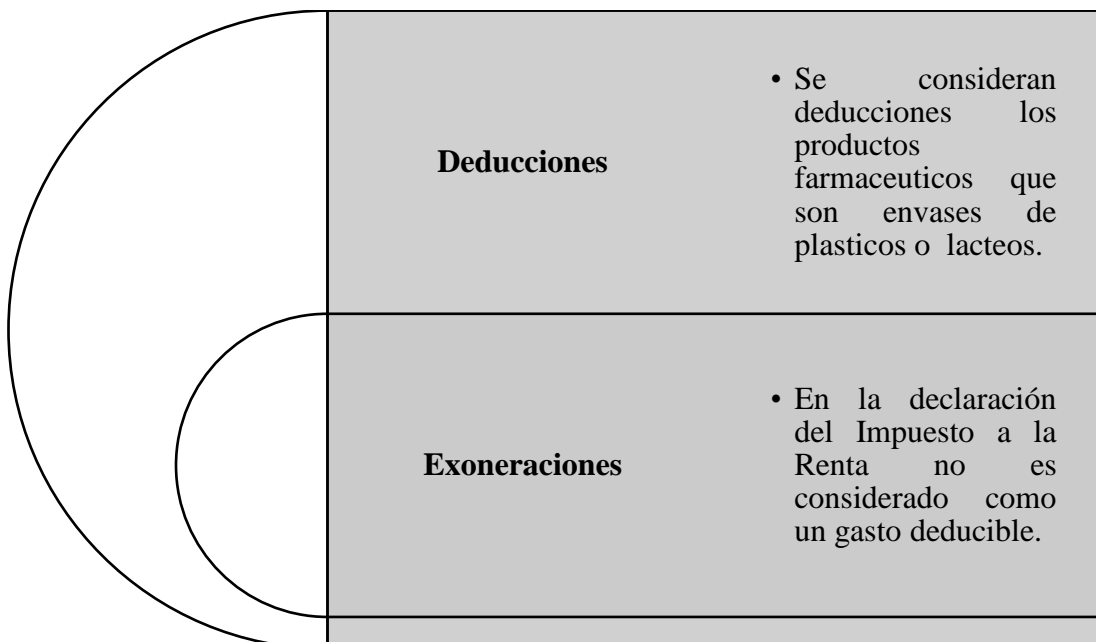 Deducciones
• Se consideran
deducciones los
productos
farmaceuticos que
son envases de
plasticos o lacteos.
Exoneraciones
• En la declaración
del Impuesto a la
Renta no es
considerado como
un gasto deducible.